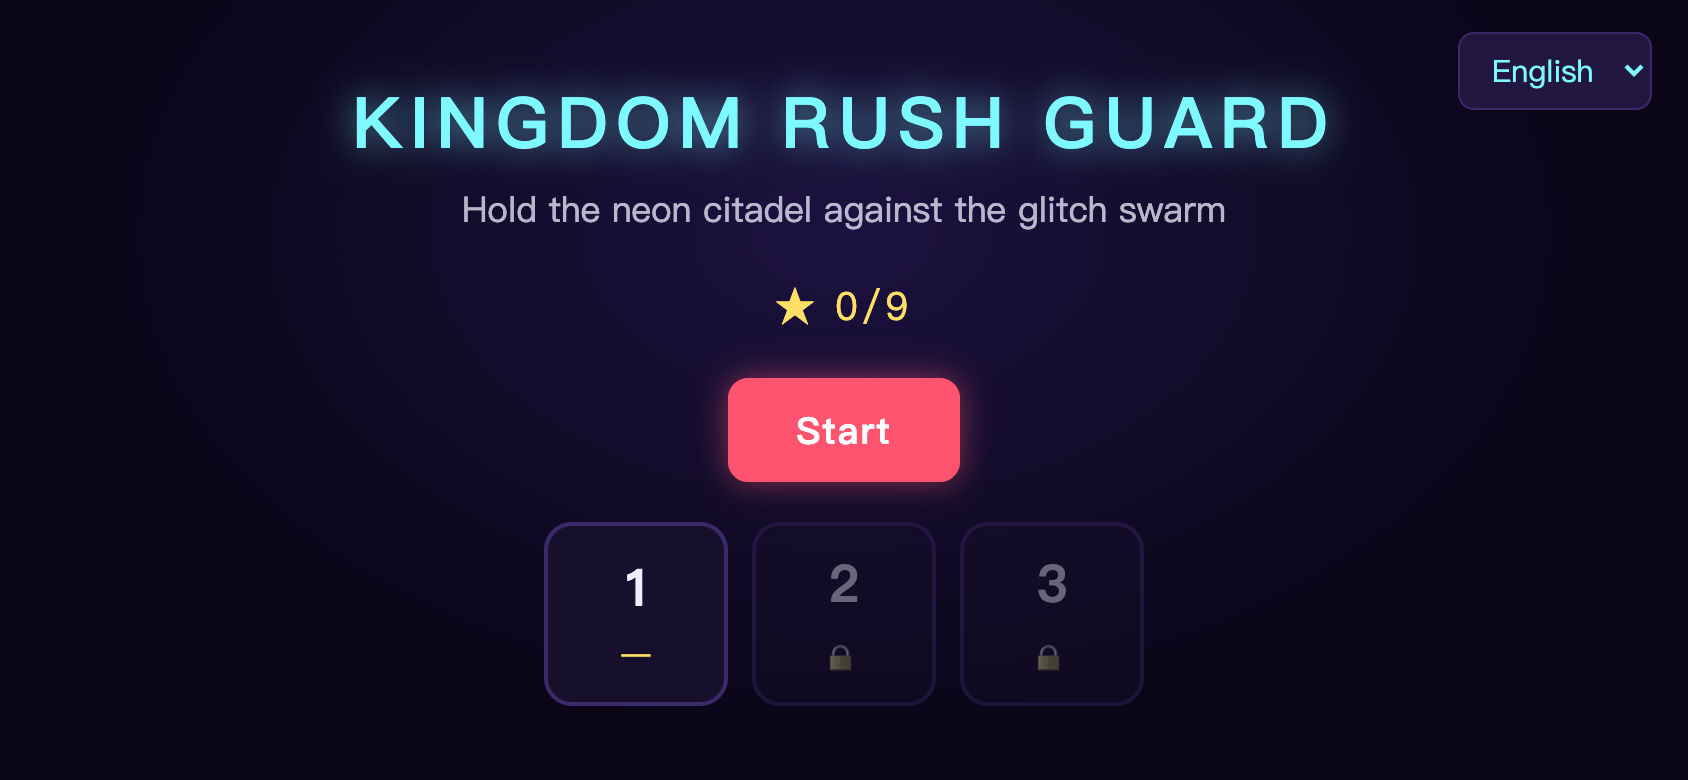 English
KINGDOM RUSH GUARD
Hold the neon citadel against the glitch swarm
★ 0/9
Start
1
2
3
—